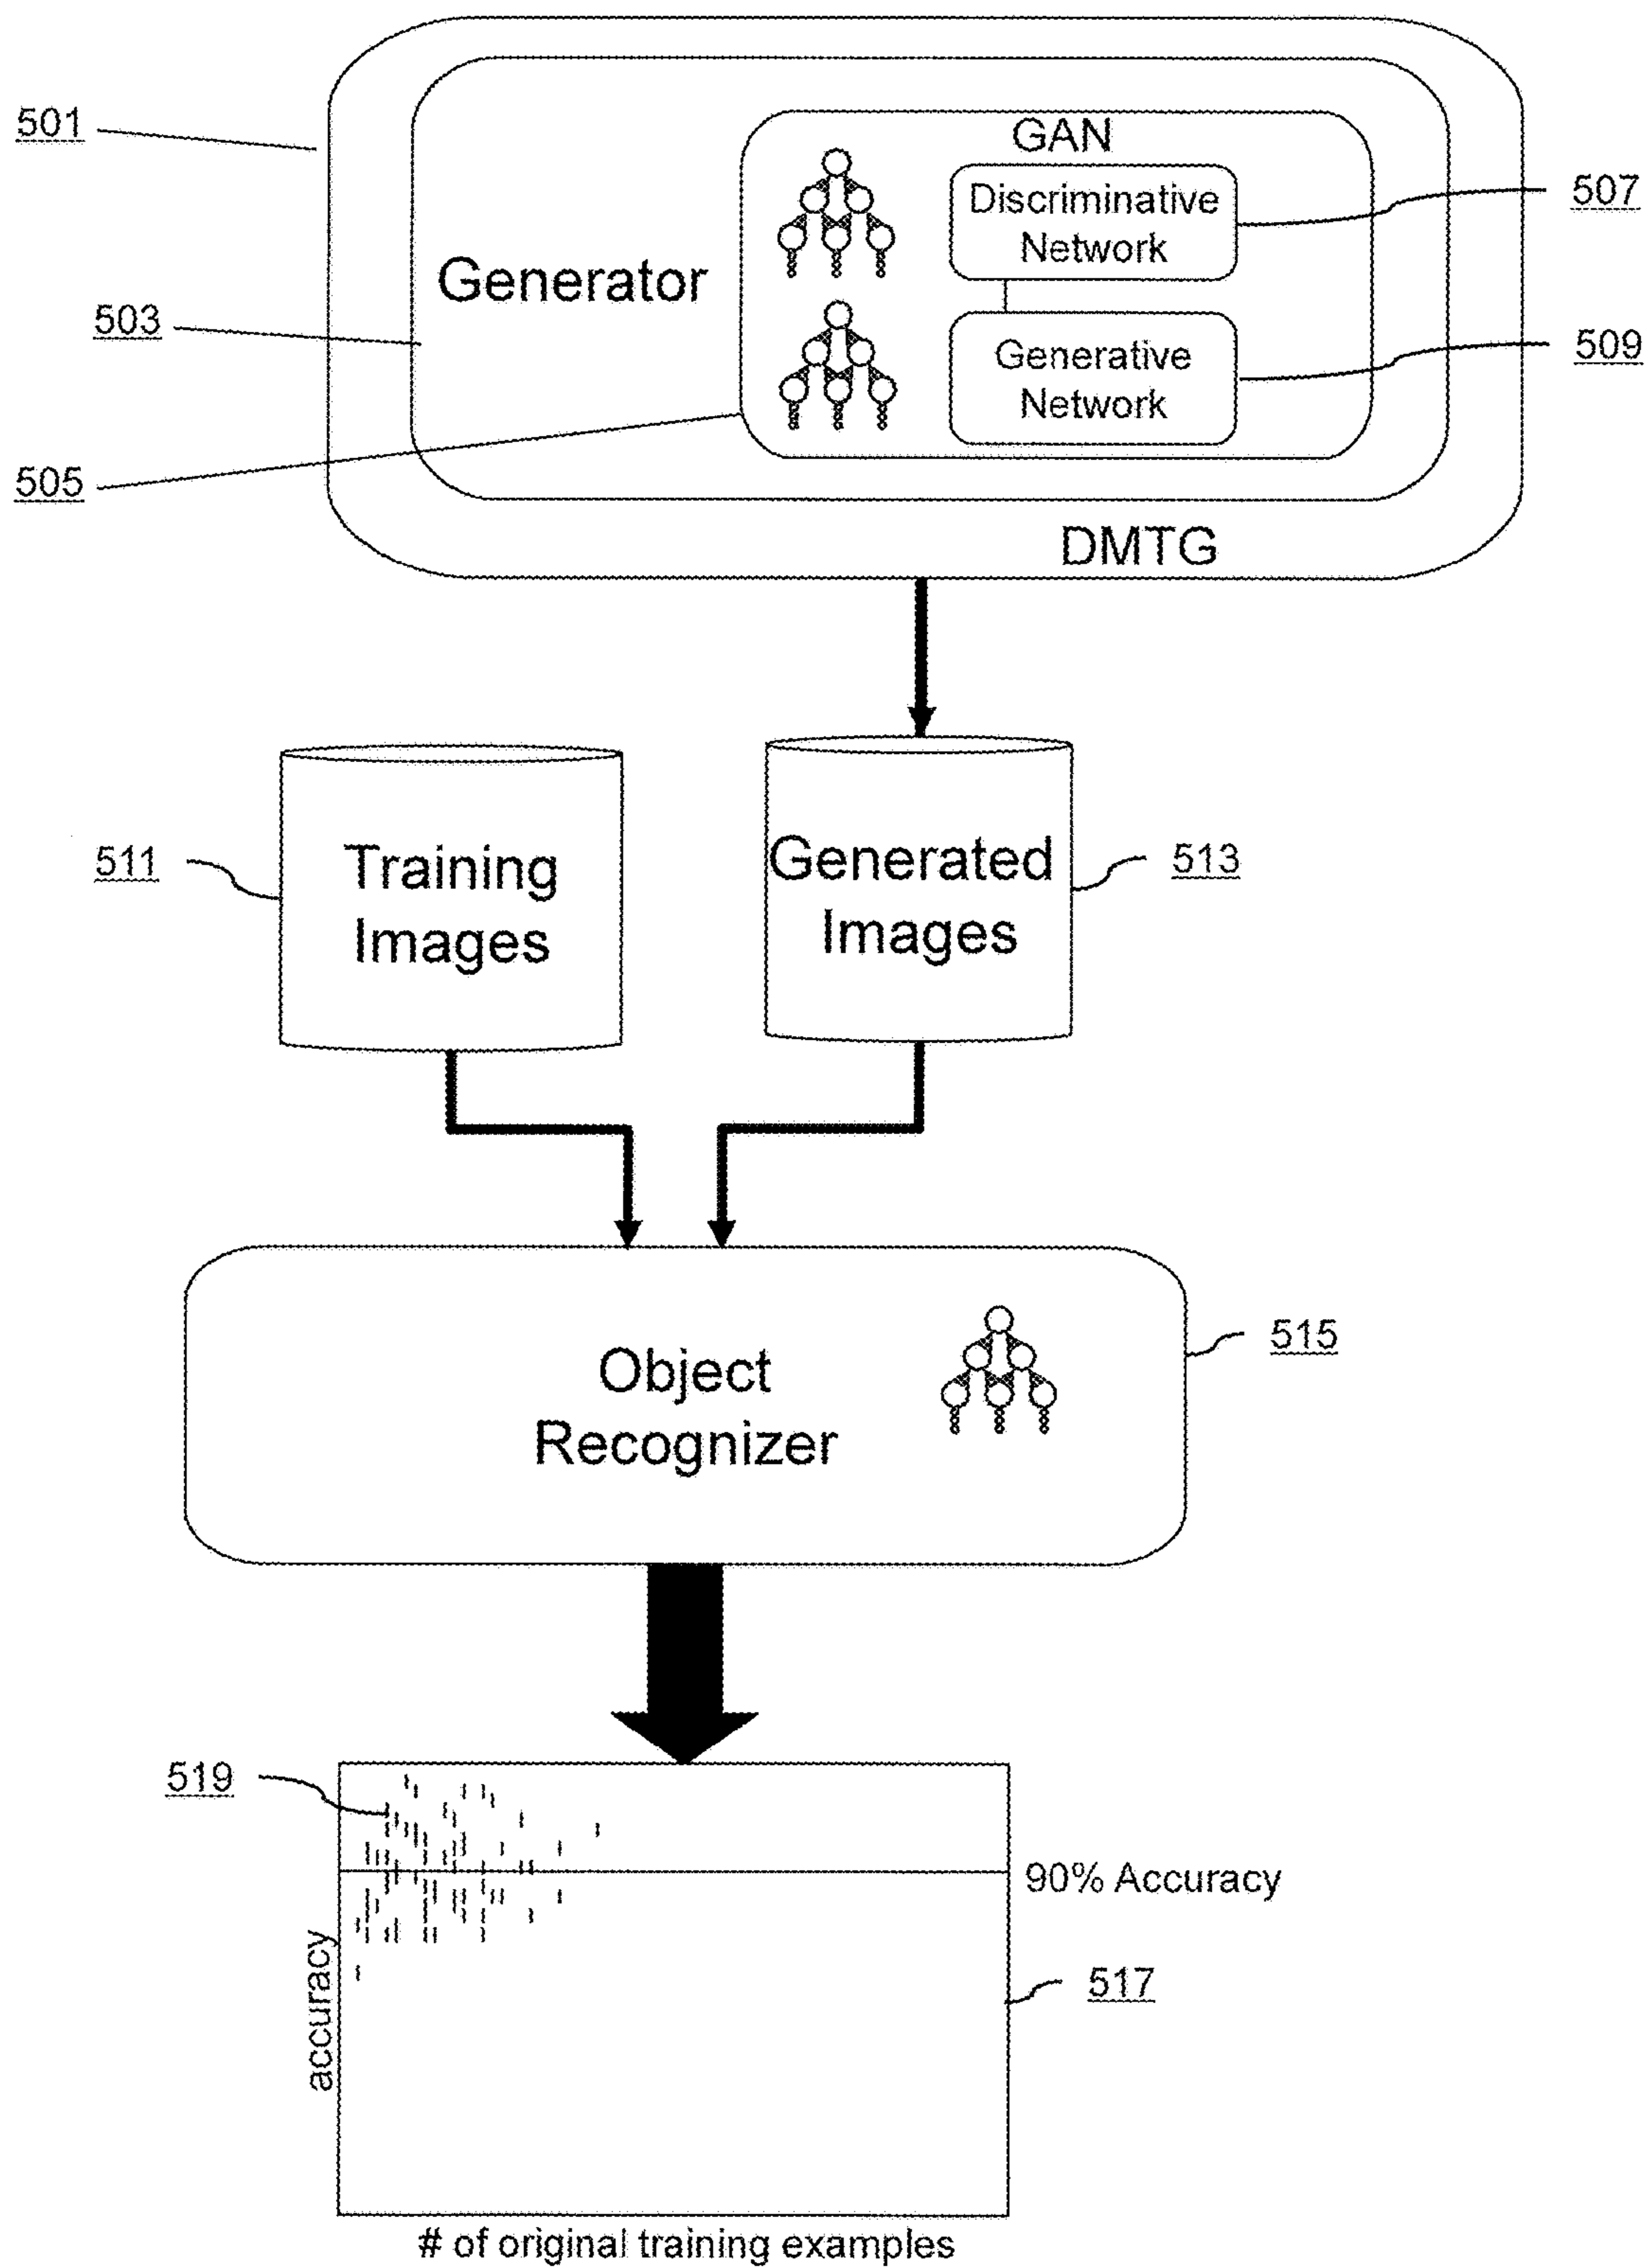 501
GAN
Discriminative
Network
507
Generator
503
Generative
Network
509
505
DMTG
Training
Images
511
Generated
Images
513
Object
Recognizer
515
519
90% Accuracy
accuracy
517
# of original training examples